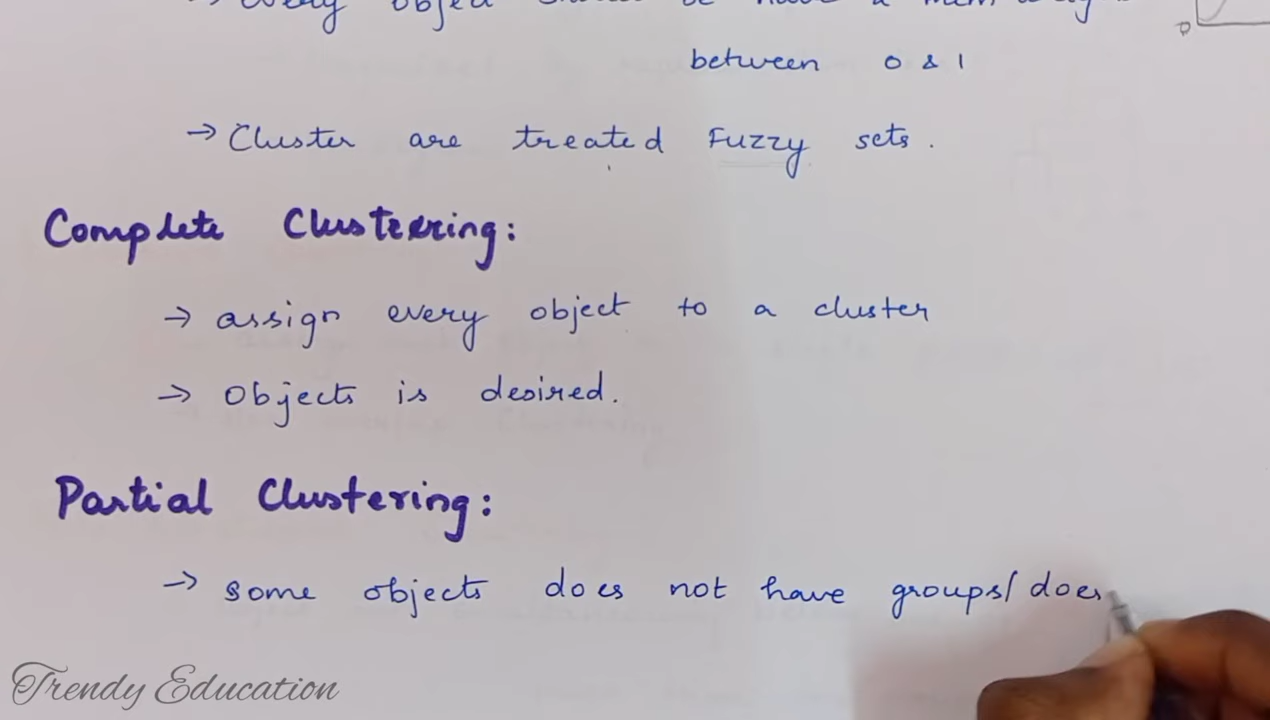 between 0 & 1
→ Cluster are treated Fuzzy sets.
Complete Clustering:
→ assign every object to a cluster
→ Objects is desired.
Partial Clustering:
→ some objects does not have groups/does
Trendy Education